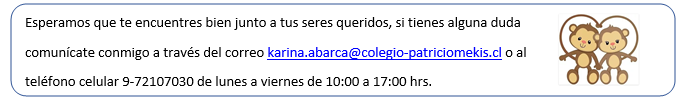 Esperamos que te encuentres bien junto a tus seres queridos, si tienes alguna duda
comunícate conmigo a través del correo karina.abarca@colegio-patriciomekis.cl o al
teléfono celular 9-72107030 de lunes a viernes de 10:00 a 17:00 hrs.